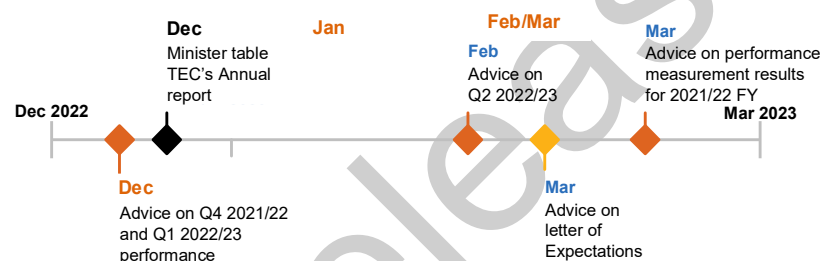 Dec
Minister table
TEC's Annual
report
Jan
Feb/Mar
Feb
Advice on
Q2 2022/23
Mar
Advice on performance
measurement results
for 2021/22 FY
Dec 2022
Mar 2023
Dec
Advice on Q4 2021/22
and Q1 2022/23
performance
Mar
Advice on
letter of
Expectations